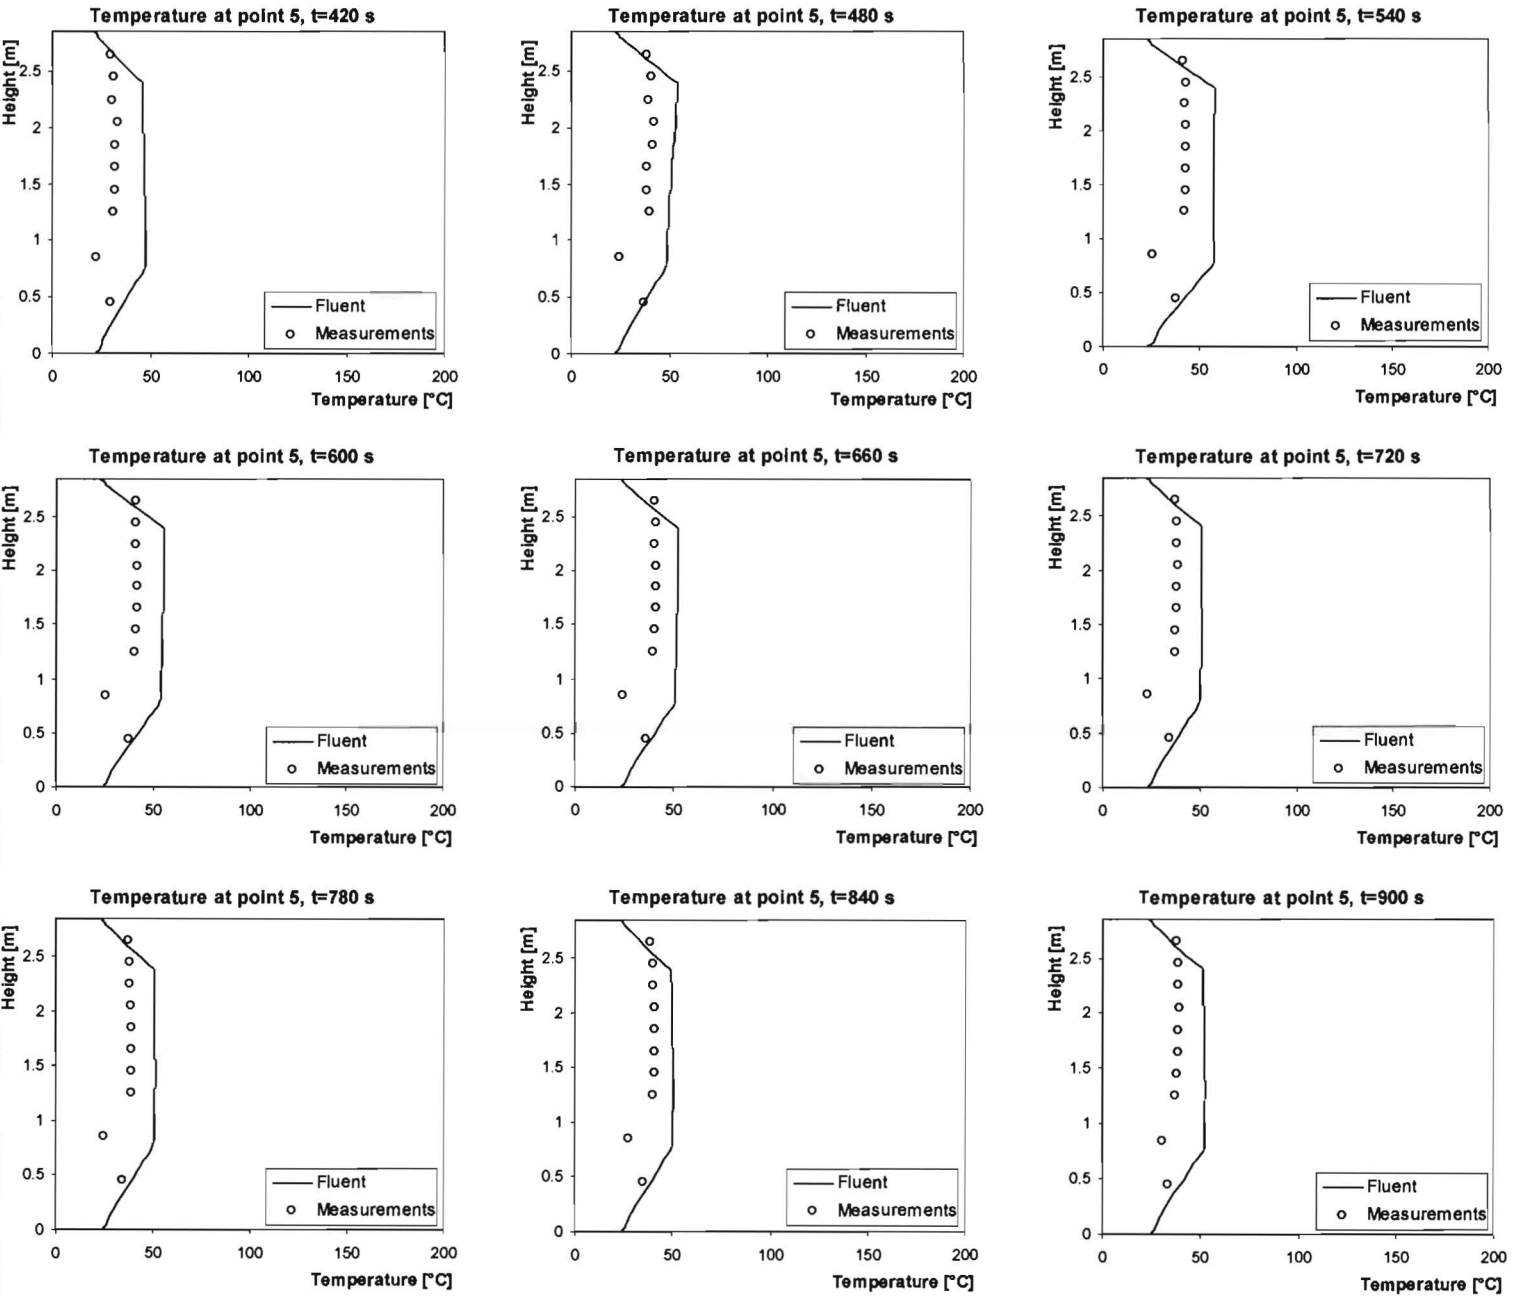 Temperature at point 5, t=420 s
Height [m]
2.5
2
1.5
1
0.5
0
0 50 100 150 200
Temperature [°C]
Fluent
Measurements
Temperature at point 5, t=480 s
Height [m]
2.5
2
1.5
1
0.5
0
0 50 100 150 200
Temperature [°C]
Fluent
Measurements
Temperature at point 5, t=540 s
Height [m]
2.5
2
1.5
1
0.5
0
0 50 100 150 200
Temperature [°C]
Fluent
Measurements
Temperature at point 5, t=600 s
Height [m]
2.5
2
1.5
1
0.5
0
0 50 100 150 200
Temperature [°C]
Fluent
Measurements
Temperature at point 5, t=660 s
Height [m]
2.5
2
1.5
1
0.5
0
0 50 100 150 200
Temperature [°C]
Fluent
Measurements
Temperature at point 5, t=720 s
Height [m]
2.5
2
1.5
1
0.5
0
0 50 100 150 200
Temperature [°C]
Fluent
Measurements
Temperature at point 5, t=780 s
Height [m]
2.5
2
1.5
1
0.5
0
0 50 100 150 200
Temperature [°C]
Fluent
Measurements
Temperature at point 5, t=840 s
Height [m]
2.5
2
1.5
1
0.5
0
0 50 100 150 200
Temperature [°C]
Fluent
Measurements
Temperature at point 5, t=900 s
Height [m]
2.5
2
1.5
1
0.5
0
0 50 100 150 200
Temperature [°C]
Fluent
Measurements